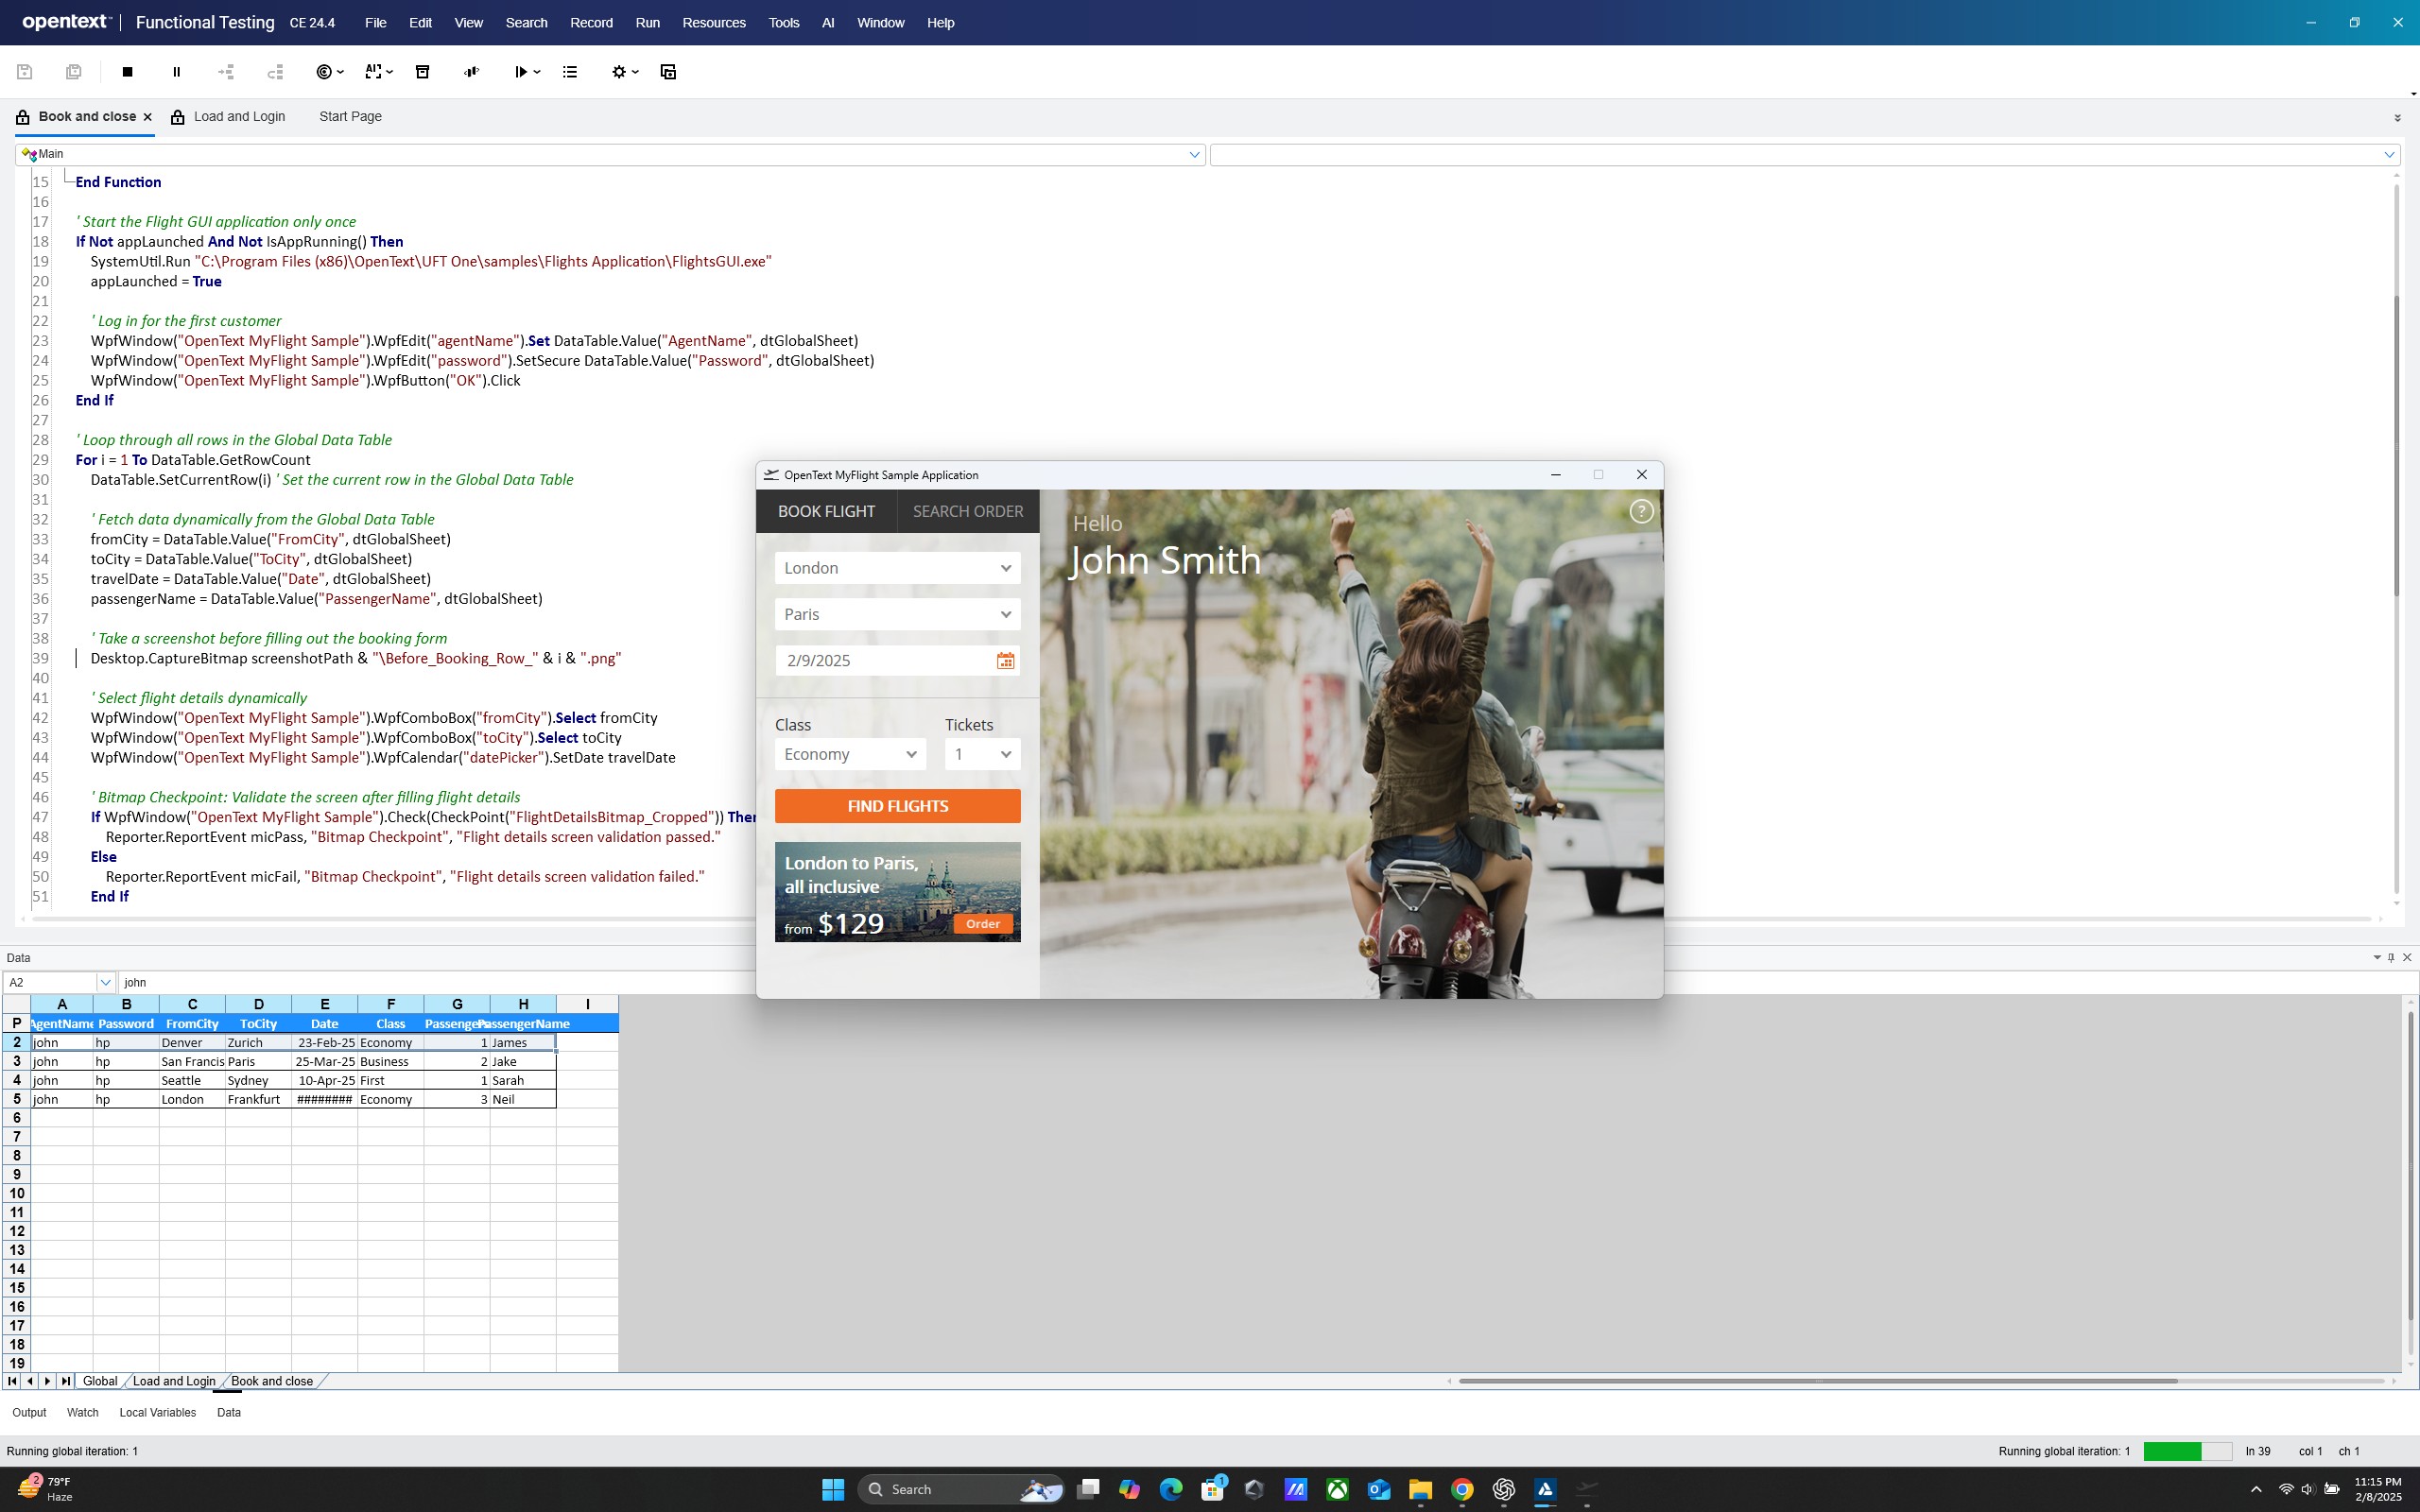 opentext™ | Functional Testing CE 24.4 File Edit View Search Record Run Resources Tools AI Window Help
Book and close × Load and Login Start Page
Main
15 End Function
16
17 ' Start the Flight GUI application only once
18 If Not appLaunched And Not IsAppRunning() Then
19 SystemUtil.Run "C:\Program Files (x86)\OpenText\UFT One\samples\Flights Application\FlightsGUI.exe"
20 appLaunched = True
21
22 ' Log in for the first customer
23 WpfWindow("OpenText MyFlight Sample").WpfEdit("agentName").Set DataTable.Value("AgentName", dtGlobalSheet)
24 WpfWindow("OpenText MyFlight Sample").WpfEdit("password").SetSecure DataTable.Value("Password", dtGlobalSheet)
25 WpfWindow("OpenText MyFlight Sample").WpfButton("OK").Click
26 End If
27
28 ' Loop through all rows in the Global Data Table
29 For i = 1 To DataTable.GetRowCount
30 DataTable.SetCurrentRow(i) ' Set the current row in the Global Data Table
31
32 ' Fetch data dynamically from the Global Data Table
33 fromCity = DataTable.Value("FromCity", dtGlobalSheet)
34 toCity = DataTable.Value("ToCity", dtGlobalSheet)
35 travelDate = DataTable.Value("Date", dtGlobalSheet)
36 passengerName = DataTable.Value("PassengerName", dtGlobalSheet)
37
38 ' Take a screenshot before filling out the booking form
39 Desktop.CaptureBitmap screenshotPath & "\Before_Booking_Row_" & i & ".png"
40
41 ' Select flight details dynamically
42 WpfWindow("OpenText MyFlight Sample").WpfComboBox("fromCity").Select fromCity
43 WpfWindow("OpenText MyFlight Sample").WpfComboBox("toCity").Select toCity
44 WpfWindow("OpenText MyFlight Sample").WpfCalendar("datePicker").SetDate travelDate
45
46 ' Bitmap Checkpoint: Validate the screen after filling flight details
47 If WpfWindow("OpenText MyFlight Sample").Check(CheckPoint("FlightDetailsBitmap_Cropped")) Then
48 Reporter.ReportEvent micPass, "Bitmap Checkpoint", "Flight details screen validation passed."
49 Else
50 Reporter.ReportEvent micFail, "Bitmap Checkpoint", "Flight details screen validation failed."
51 End If
OpenText MyFlight Sample Application
BOOK FLIGHT SEARCH ORDER
?
Hello
John Smith
London
Paris
2/9/2025
Class Tickets
Economy 1
FIND FLIGHTS
London to Paris,
all inclusive
from $129 Order
Data
A2 john
A B C D E F G H I
P AgentName Password FromCity ToCity Date Class Passengers PassengerName
2 john hp Denver Zurich 23-Feb-25 Economy 1 James
3 john hp San Francis Paris 25-Mar-25 Business 2 Jake
4 john hp Seattle Sydney 10-Apr-25 First 1 Sarah
5 john hp London Frankfurt ######## Economy 3 Neil
6
7
8
9
10
11
12
13
14
15
16
17
18
19
Global Load and Login Book and close
Output Watch Local Variables Data
Running global iteration: 1 Running global iteration: 1 ln 39 col 1 ch 1
2 79°F
Haze
Search
1
11:15 PM
2/8/2025